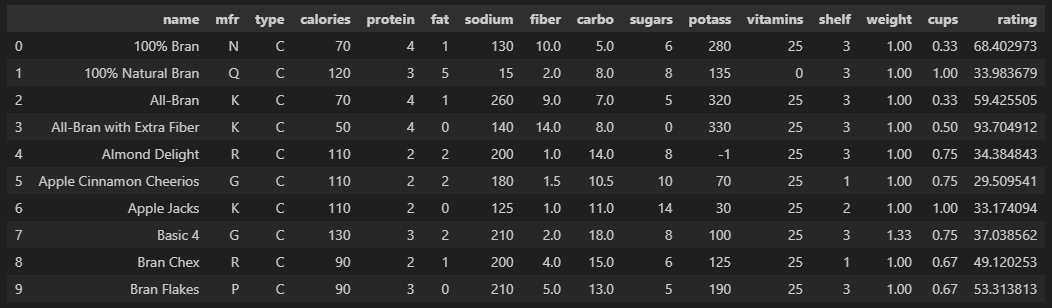 name mfr type calories protein fat sodium fiber carbo sugars potass vitamins shelf weight cups rating
0 100% Bran N C 70 4 1 130 10.0 5.0 6 280 25 3 1.00 0.33 68.402973
1 100% Natural Bran Q C 120 3 5 15 2.0 8.0 8 135 0 3 1.00 1.00 33.983679
2 All-Bran K C 70 4 1 260 9.0 7.0 5 320 25 3 1.00 0.33 59.425505
3 All-Bran with Extra Fiber K C 50 4 0 140 14.0 8.0 0 330 25 3 1.00 0.50 93.704912
4 Almond Delight R C 110 2 2 200 1.0 14.0 8 -1 25 3 1.00 0.75 34.384843
5 Apple Cinnamon Cheerios G C 110 2 2 180 1.5 10.5 10 70 25 1 1.00 0.75 29.509541
6 Apple Jacks K C 110 2 0 125 1.0 11.0 14 30 25 2 1.00 1.00 33.174094
7 Basic 4 G C 130 3 2 210 2.0 18.0 8 100 25 3 1.33 0.75 37.038562
8 Bran Chex R C 90 2 1 200 4.0 15.0 6 125 25 1 1.00 0.67 49.120253
9 Bran Flakes P C 90 3 0 210 5.0 13.0 5 190 25 3 1.00 0.67 53.313813